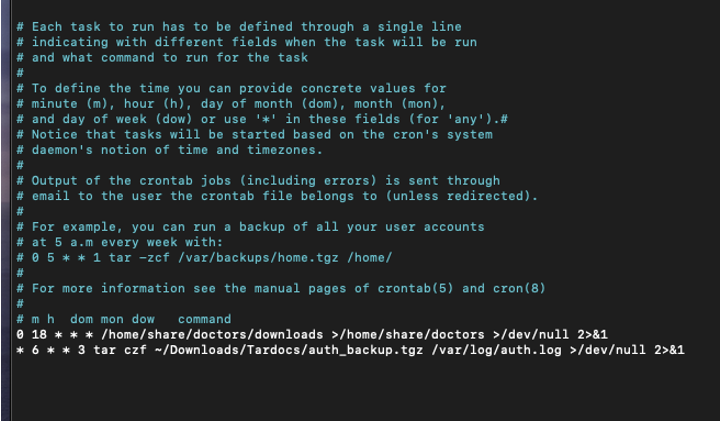 # Each task to run has to be defined through a single line
# indicating with different fields when the task will be run
# and what command to run for the task
#
# To define the time you can provide concrete values for
# minute (m), hour (h), day of month (dom), month (mon),
# and day of week (dow) or use '*' in these fields (for 'any').#
# Notice that tasks will be started based on the cron's system
# daemon's notion of time and timezones.
#
# Output of the crontab jobs (including errors) is sent through
# email to the user the crontab file belongs to (unless redirected).
#
# For example, you can run a backup of all your user accounts
# at 5 a.m every week with:
# 0 5 * * 1 tar -zcf /var/backups/home.tgz /home/
#
# For more information see the manual pages of crontab(5) and cron(8)
#
# m h  dom mon dow   command
0 18 * * * /home/share/doctors/downloads >/home/share/doctors >/dev/null 2>&1
* 6 * * 3 tar czf ~/Downloads/Tardocs/auth_backup.tgz /var/log/auth.log >/dev/null 2>&1